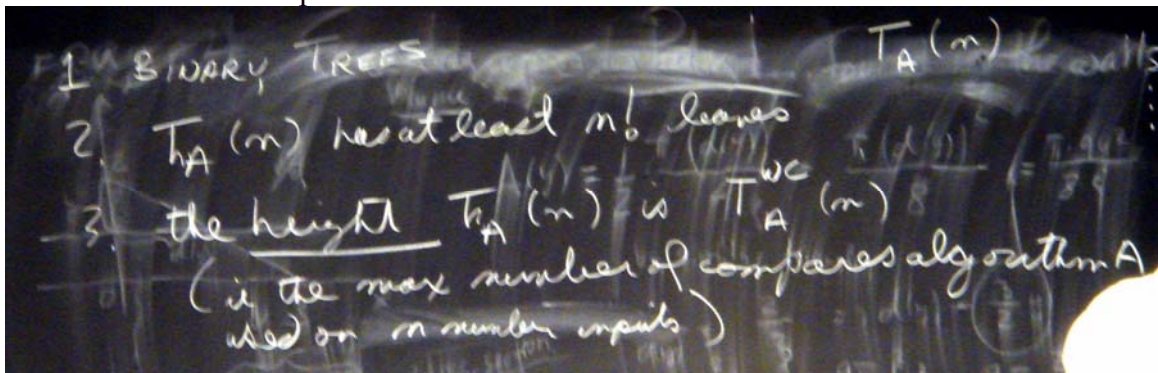 1 BINARY TREES T_A (n)
2. T_A (n) has at least n! leaves
3. the height T_A (n) is T_A^WC (n)
(is the max number of compares algorithm A
used on n number inputs)